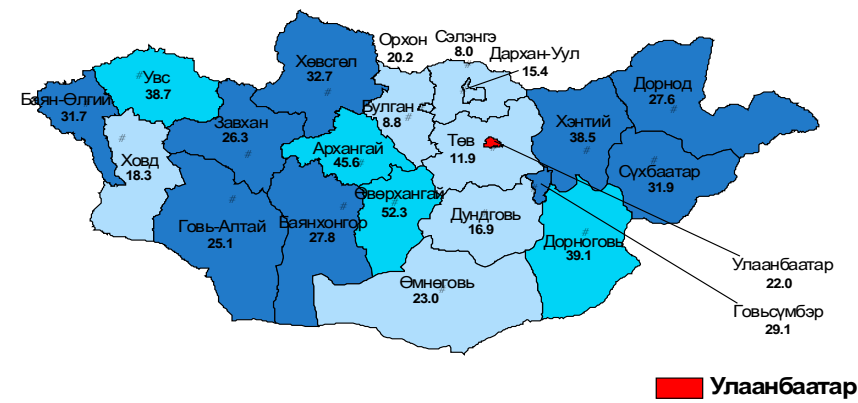 Орхон
20.2
Сэлэнгэ
8.0
Дархан-Уул
15.4
Хөвсгөл
32.7
Увс
38.7
Баян-Өлгий
31.7
Дорнод
27.6
Булган
8.8
Завхан
26.3
Хэнтий
38.5
Төв
11.9
Архангай
45.6
Ховд
18.3
Сүхбаатар
31.9
Өвөрхангай
52.3
Говь-Алтай
25.1
Баянхонгор
27.8
Дундговь
16.9
Дорноговь
39.1
Улаанбаатар
22.0
Өмнөговь
23.0
Говьсүмбэр
29.1
Улаанбаатар